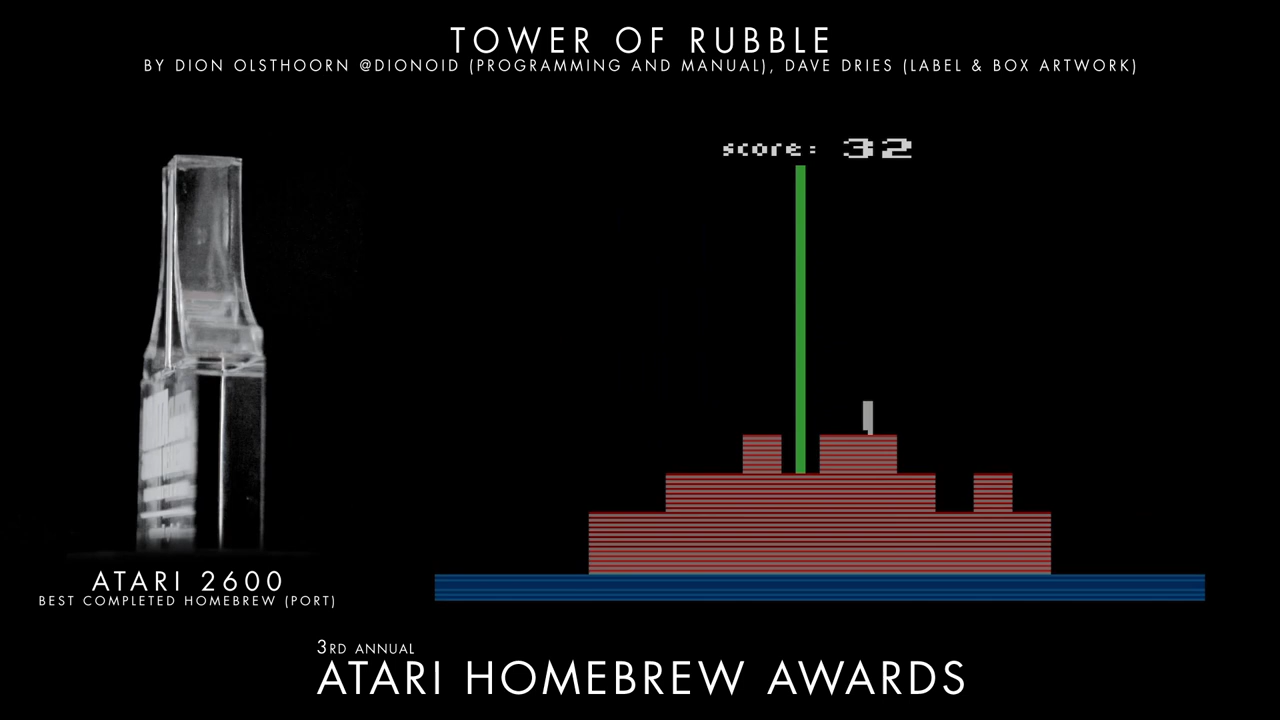 TOWER OF RUBBLE
BY DION OLSTHOORN @DIONOID (PROGRAMMING AND MANUAL), DAVE DRIES (LABEL & BOX ARTWORK)
score: 32
ATARI 2600
BEST COMPLETED HOMEBREW (PORT)
3RD ANNUAL
ATARI HOMEBREW AWARDS